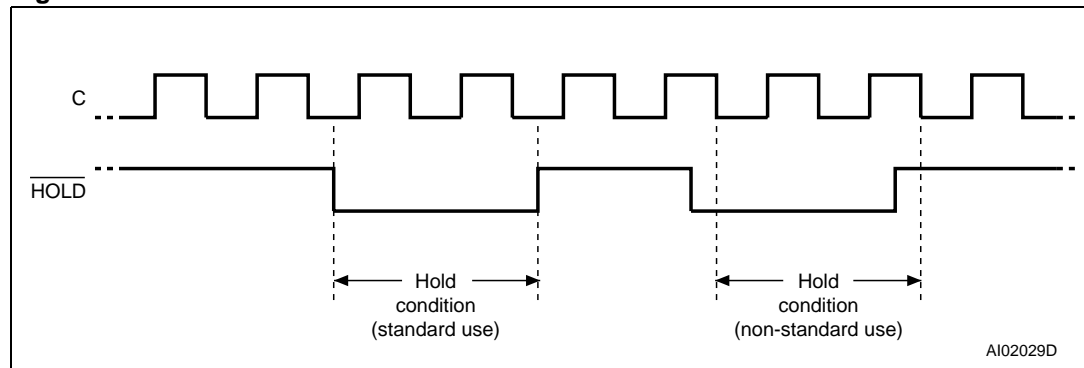 C
HOLD
Hold
condition
(standard use)
Hold
condition
(non-standard use)
AI02029D